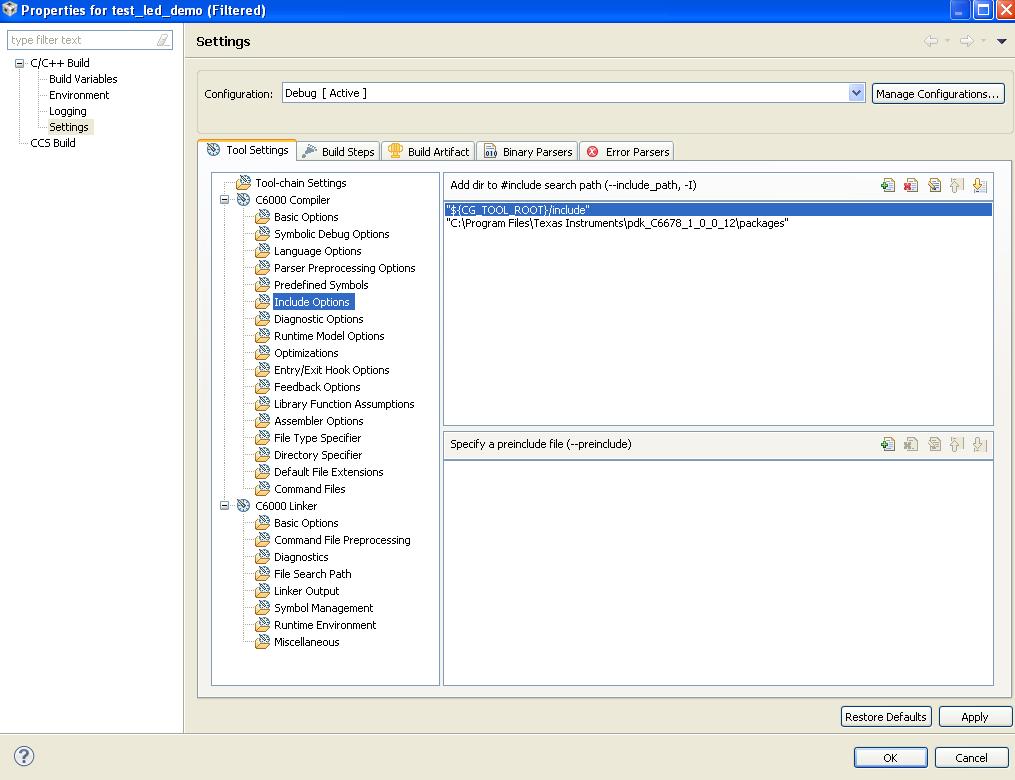 Properties for test_led_demo (Filtered)
type filter text
C/C++ Build
Build Variables
Environment
Logging
Settings
CCS Build
Settings
Configuration:
Debug [ Active ]
Manage Configurations...
Tool Settings
Build Steps
Build Artifact
Binary Parsers
Error Parsers
Tool-chain Settings
C6000 Compiler
Basic Options
Symbolic Debug Options
Language Options
Parser Preprocessing Options
Predefined Symbols
Include Options
Diagnostic Options
Runtime Model Options
Optimizations
Entry/Exit Hook Options
Feedback Options
Library Function Assumptions
Assembler Options
File Type Specifier
Directory Specifier
Default File Extensions
Command Files
C6000 Linker
Basic Options
Command File Preprocessing
Diagnostics
File Search Path
Linker Output
Symbol Management
Runtime Environment
Miscellaneous
Add dir to #include search path (--include_path, -I)
"${CG_TOOL_ROOT}/include"
"C:\Program Files\Texas Instruments\pdk_C6678_1_0_0_12\packages"
Specify a preinclude file (--preinclude)
Restore Defaults
Apply
OK
Cancel